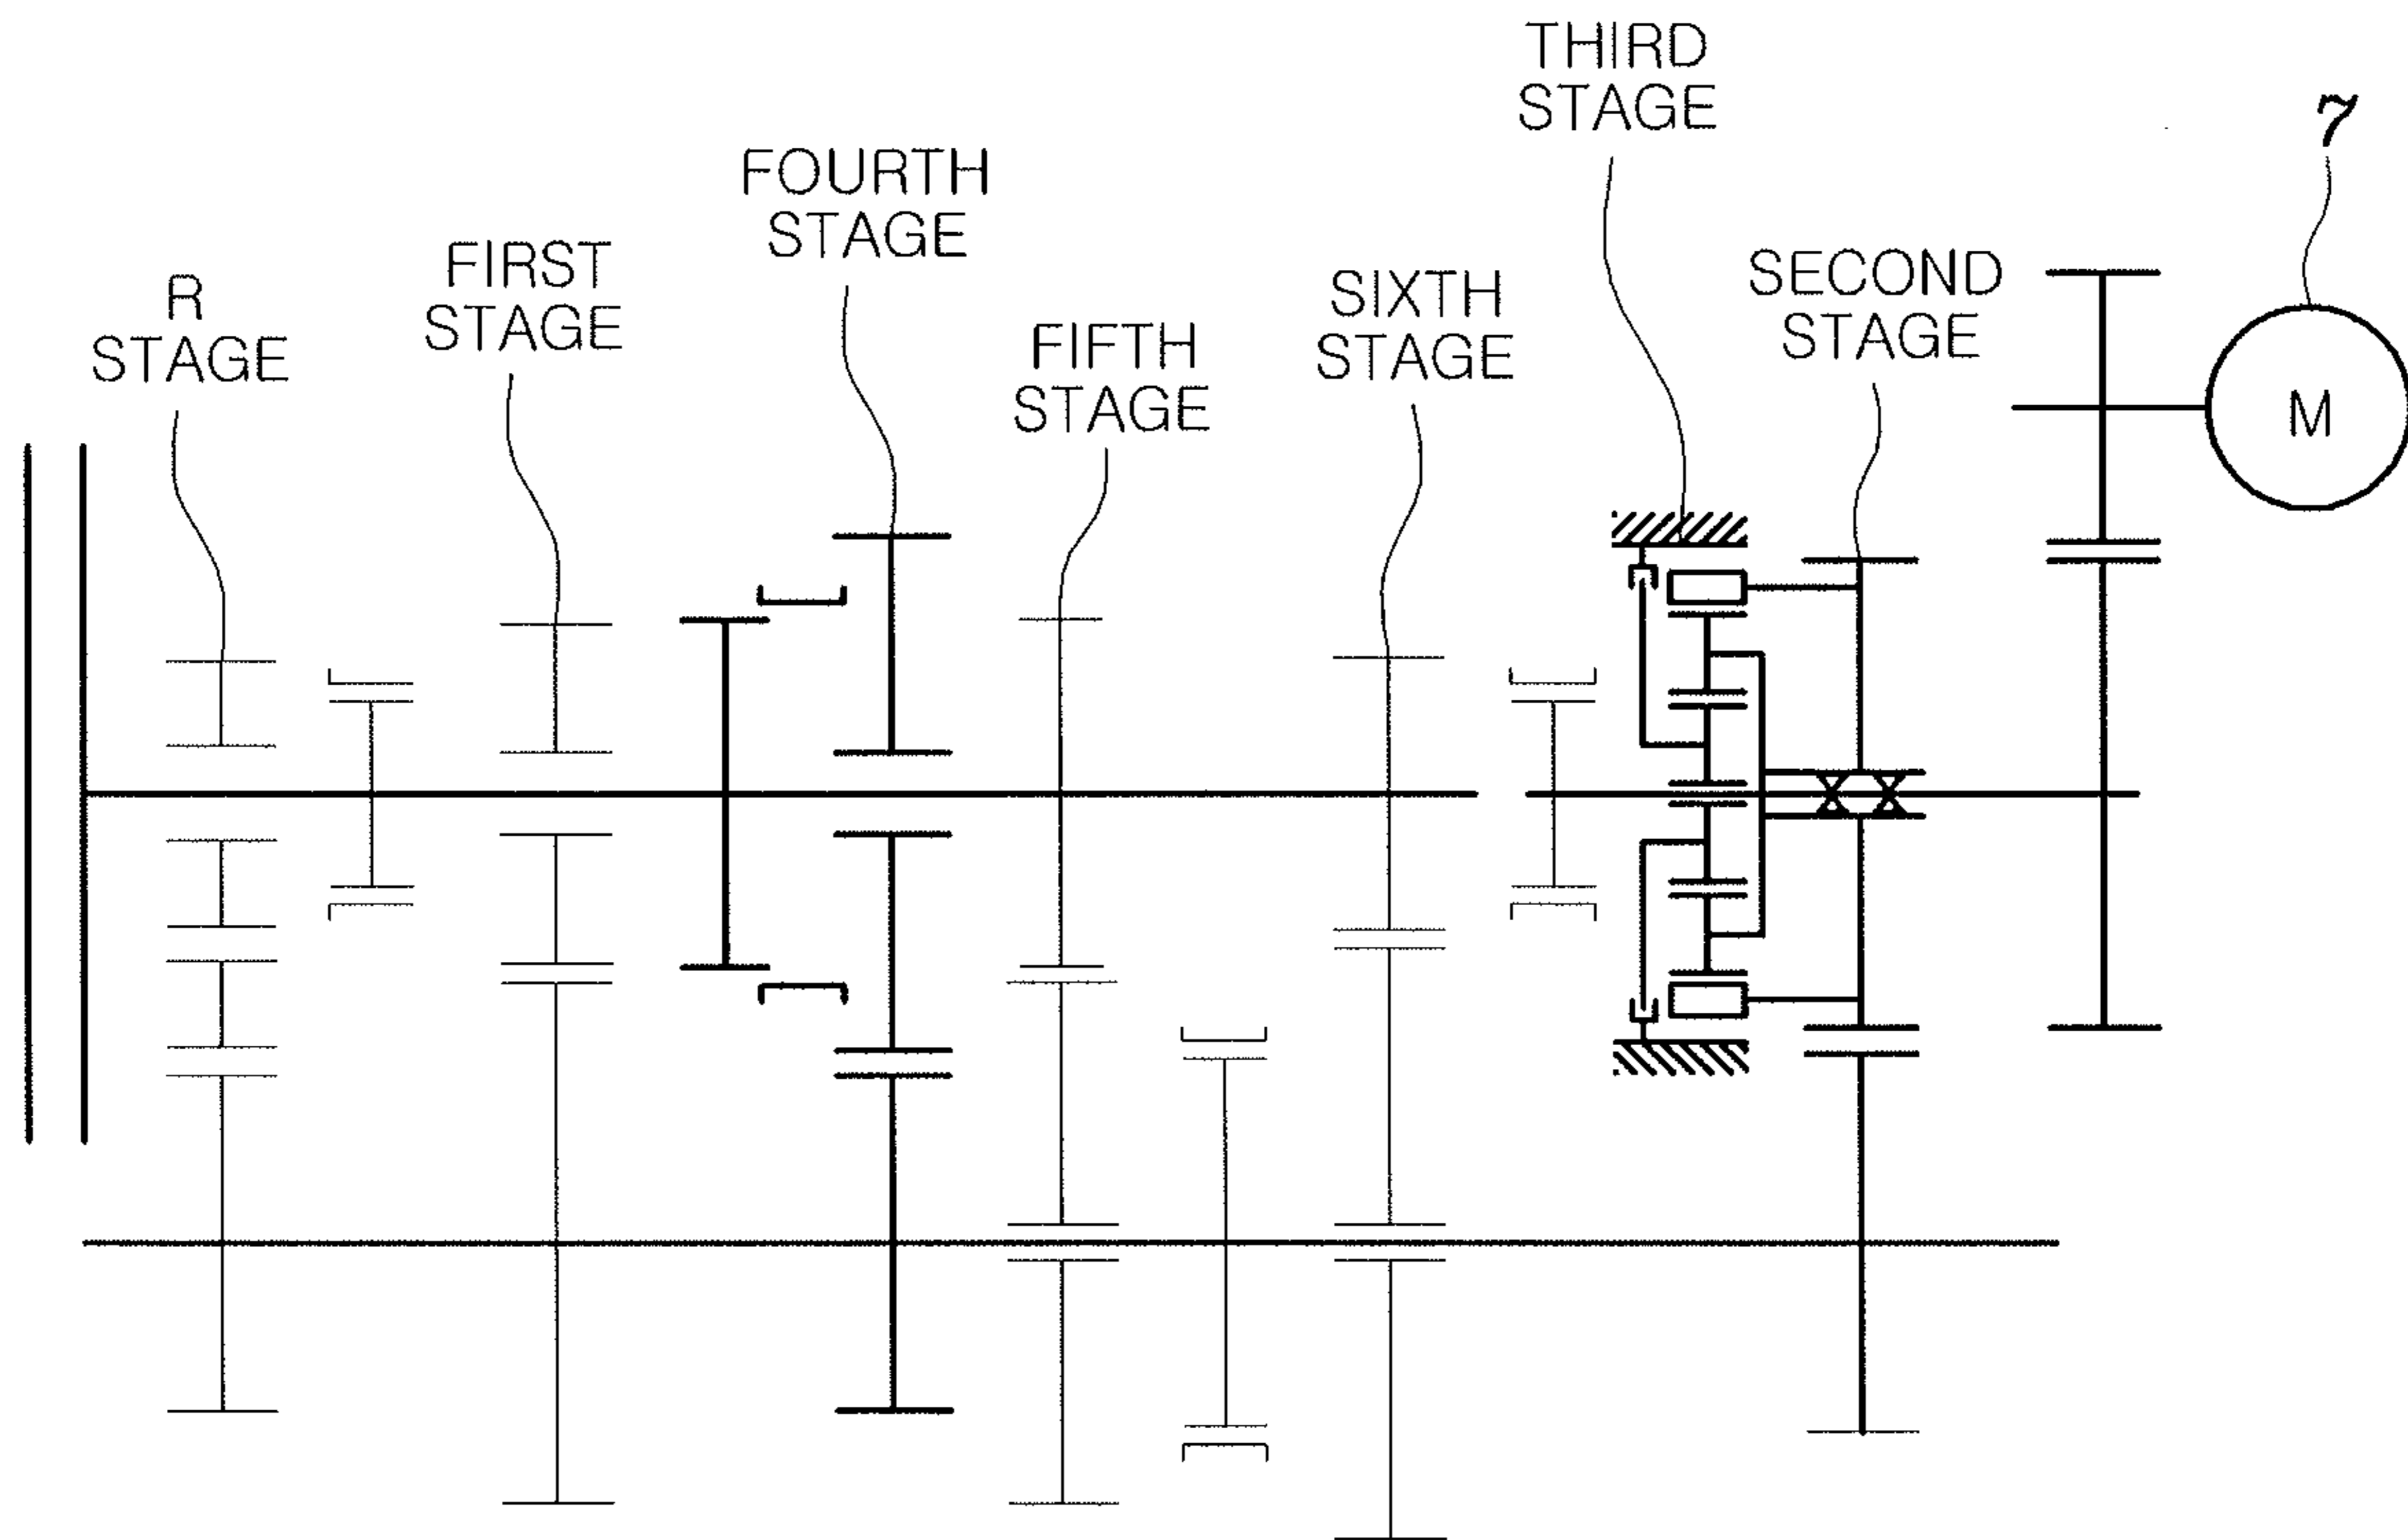 THIRD
STAGE
7
FOURTH
STAGE
FIRST
STAGE
SECOND
STAGE
R
STAGE
SIXTH
STAGE
FIFTH
STAGE
M